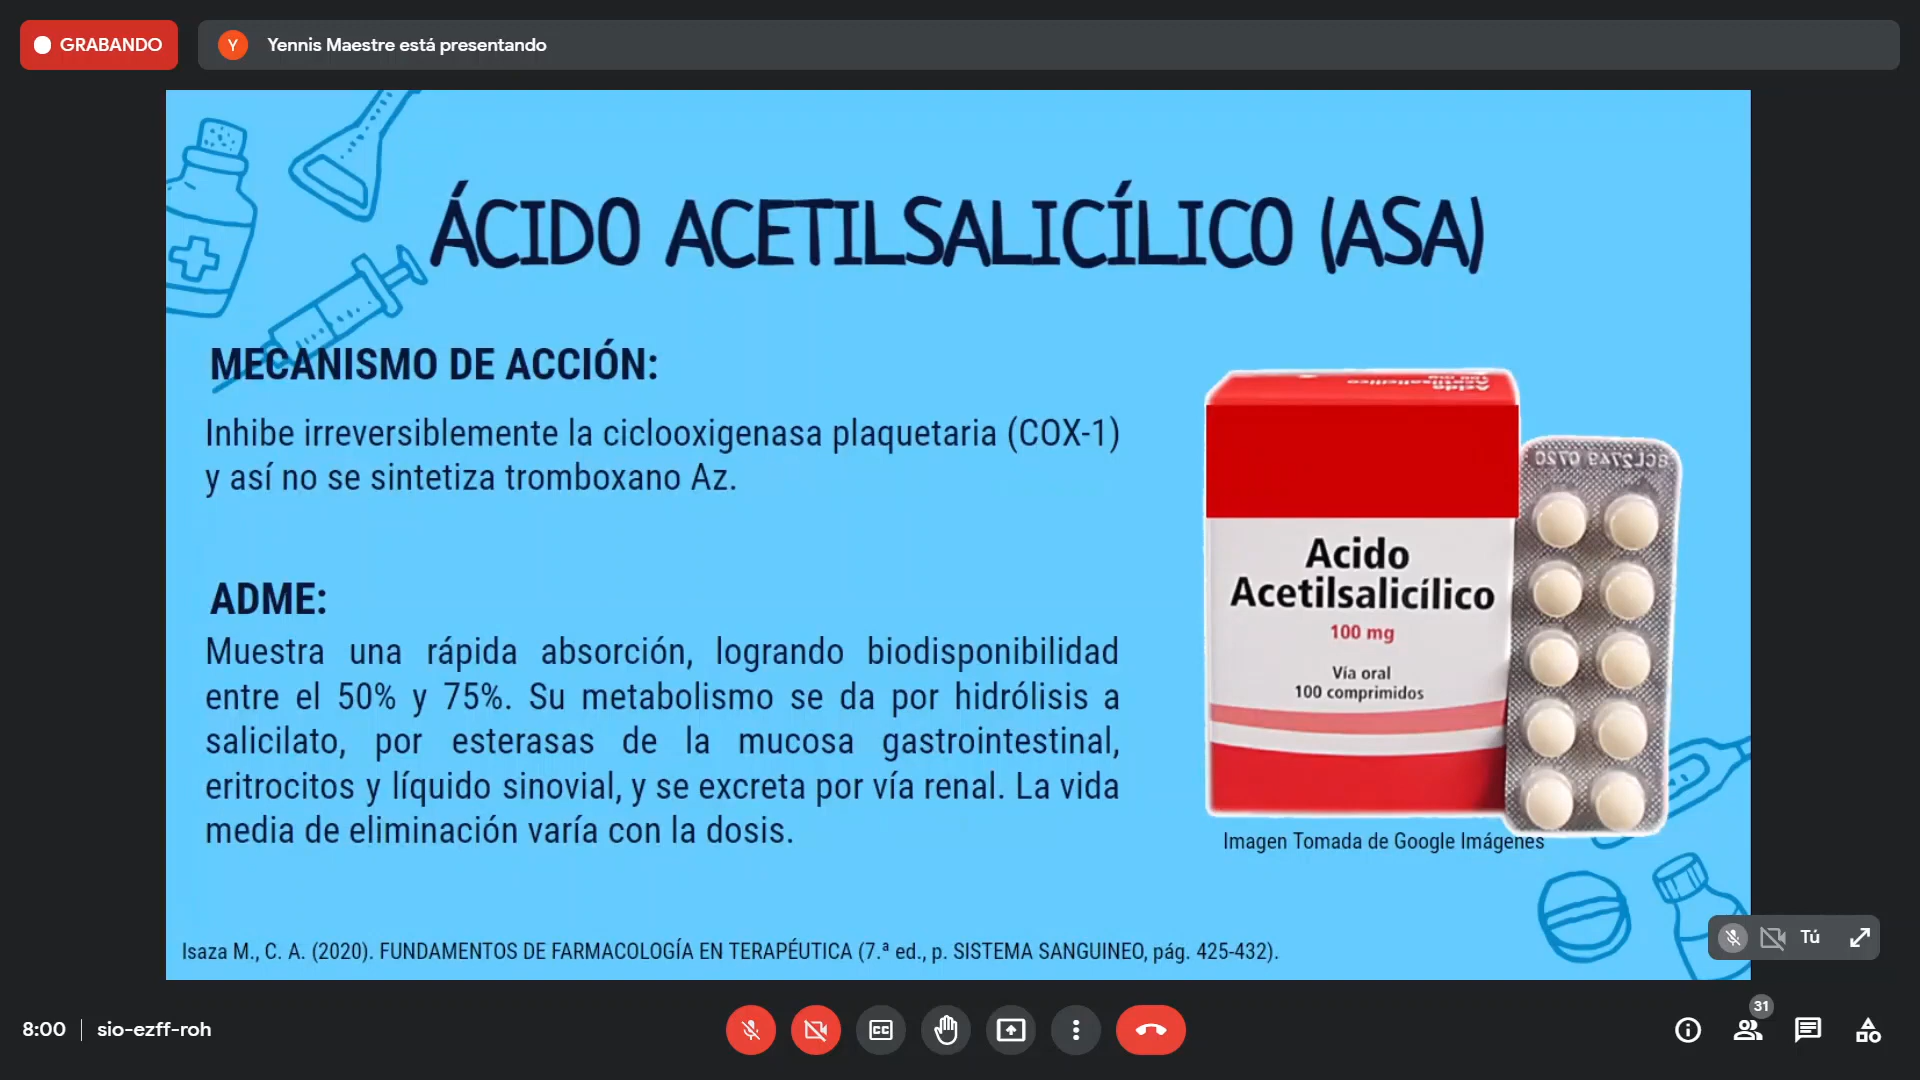 GRABANDO
Y
Yennis Maestre está presentando
ÁCIDO ACETILSALICÍLICO (ASA)
MECANISMO DE ACCIÓN:
Inhibe irreversiblemente la ciclooxigenasa plaquetaria (COX-1)
y así no se sintetiza tromboxano Az.
ADME:
Muestra una rápida absorción, logrando biodisponibilidad
entre el 50% y 75%. Su metabolismo se da por hidrólisis a
salicilato, por esterasas de la mucosa gastrointestinal,
eritrocitos y líquido sinovial, y se excreta por vía renal. La vida
media de eliminación varía con la dosis.
Acido
Acetilsalicílico
100 mg
Vía oral
100 comprimidos
Imagen Tomada de Google Imágenes
Isaza M., C. A. (2020). FUNDAMENTOS DE FARMACOLOGÍA EN TERAPÉUTICA (7.ª ed., p. SISTEMA SANGUINEO, pág. 425-432).
Tú
8:00
sio-ezff-roh
CC
31